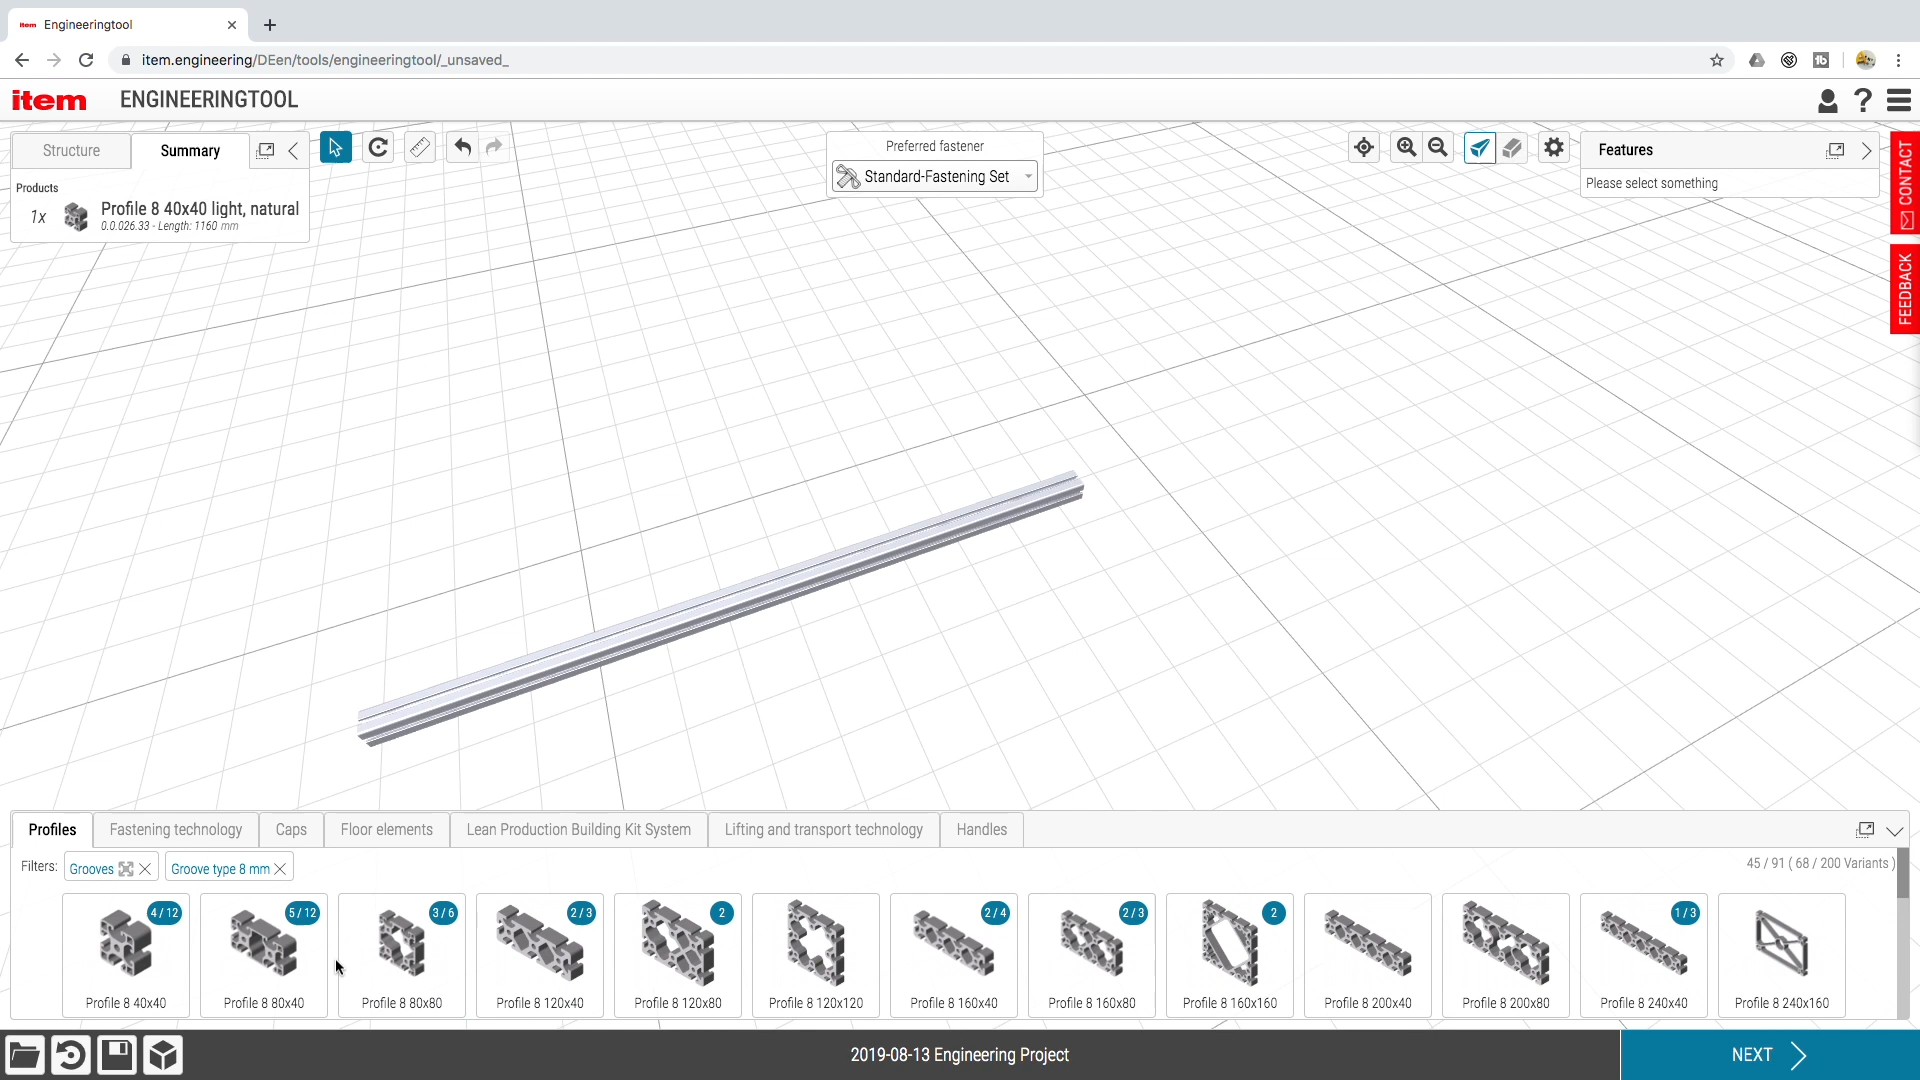 item Engineeringtool
item.engineering/DEen/tools/engineeringtool/_unsaved_
item ENGINEERINGTOOL
Structure Summary
Products
1x Profile 8 40x40 light, natural
0.0.026.33 - Length: 1160 mm
Preferred fastener
Standard-Fastening Set
Features
Please select something
CONTACT
FEEDBACK
Profiles Fastening technology Caps Floor elements Lean Production Building Kit System Lifting and transport technology Handles
Filters: Grooves Groove type 8 mm 45 / 91 ( 68 / 200 Variants )
4/12 5/12 3/6 2/3 2 2/4 2/3 2 1/3
Profile 8 40x40 Profile 8 80x40 Profile 8 80x80 Profile 8 120x40 Profile 8 120x80 Profile 8 120x120 Profile 8 160x40 Profile 8 160x80 Profile 8 160x160 Profile 8 200x40 Profile 8 200x80 Profile 8 240x40 Profile 8 240x160
2019-08-13 Engineering Project
NEXT